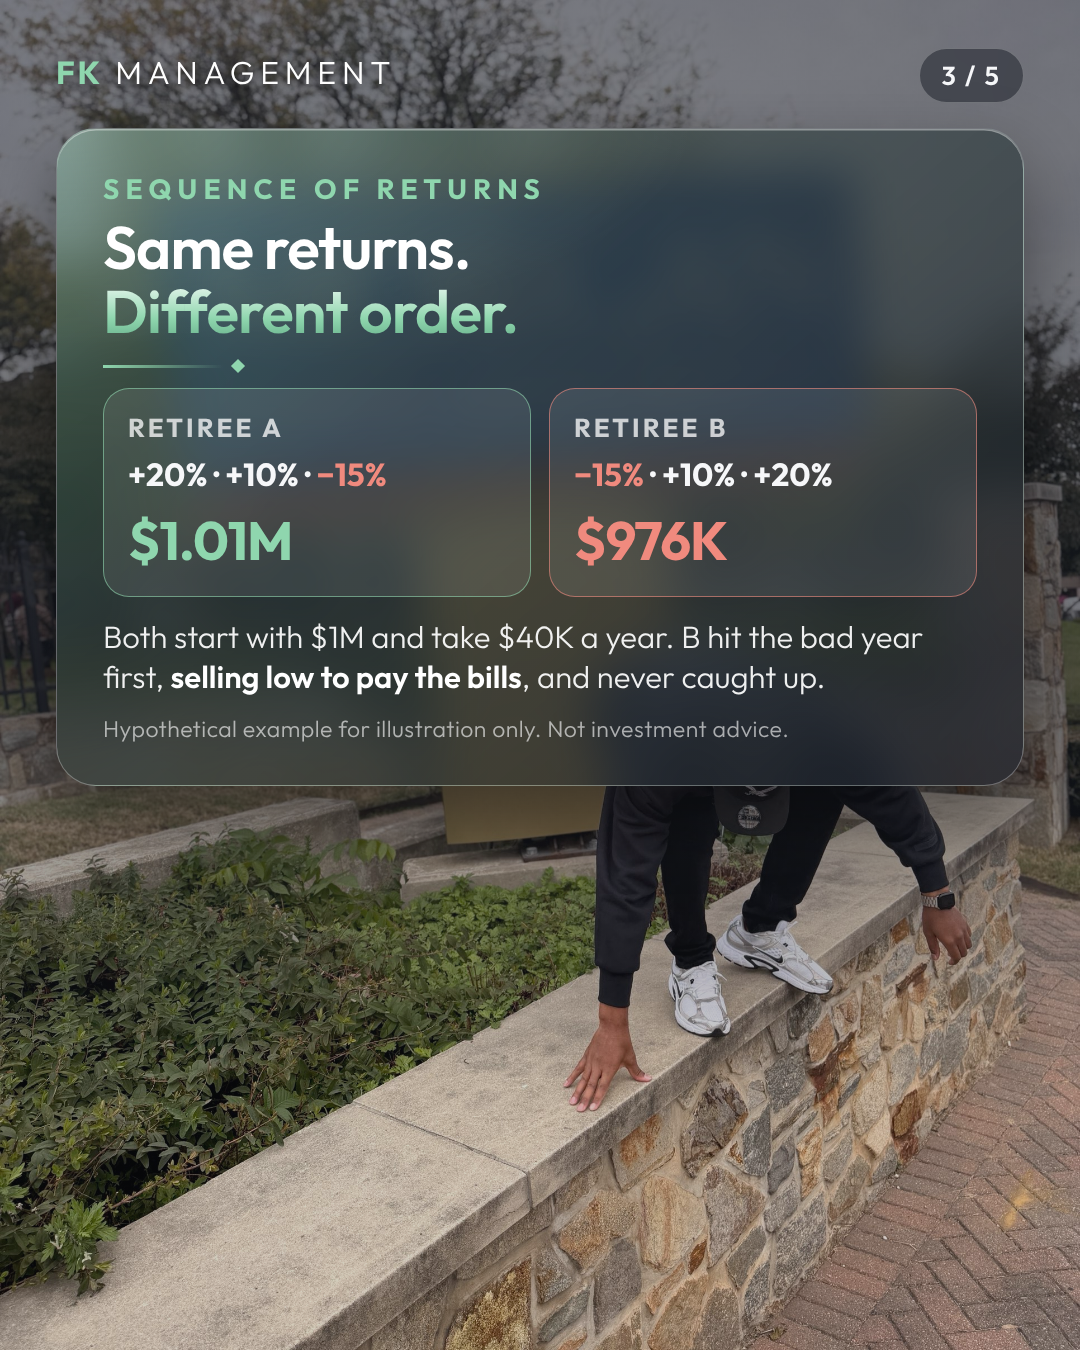 FK MANAGEMENT
3 / 5
SEQUENCE OF RETURNS
Same returns.
Different order.
RETIREE A
+20% · +10% · −15%
$1.01M
RETIREE B
−15% · +10% · +20%
$976K
Both start with $1M and take $40K a year. B hit the bad year
first, selling low to pay the bills, and never caught up.
Hypothetical example for illustration only. Not investment advice.